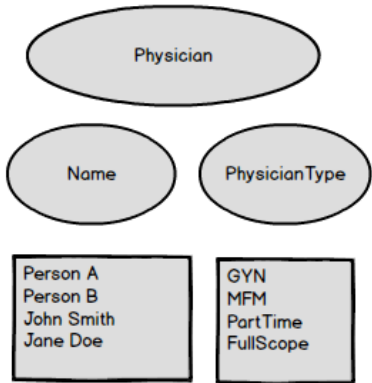 Physician
Name
PhysicianType
Person A
Person B
John Smith
Jane Doe
GYN
MFM
PartTime
FullScope